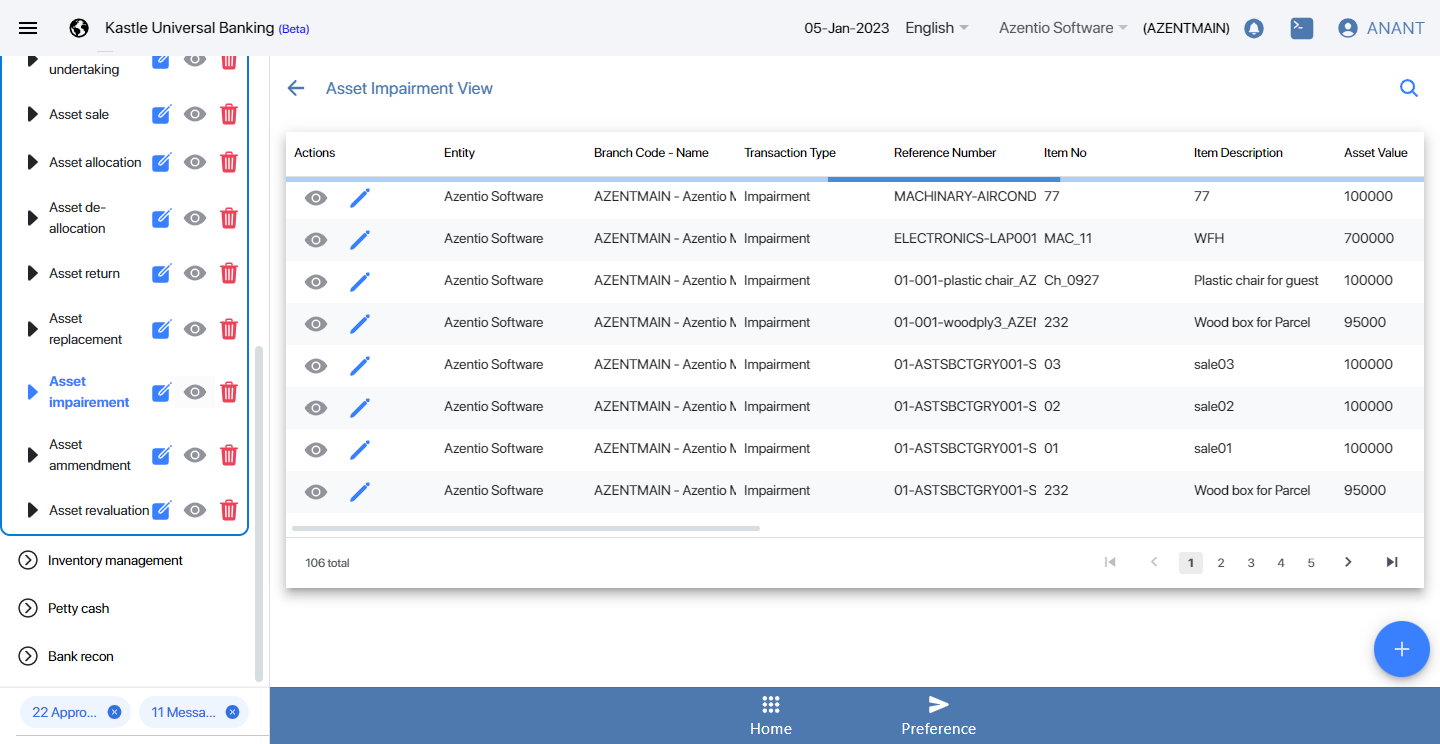 Kastle Universal Banking (Beta)
05-Jan-2023 English Azentio Software (AZENTMAIN) ANANT
undertaking
Asset sale
Asset allocation
Asset de-
allocation
Asset return
Asset
replacement
Asset
impairement
Asset
ammendment
Asset revaluation
Inventory management
Petty cash
Bank recon
22 Appro...
11 Messa...
Asset Impairment View
Actions Entity Branch Code - Name Transaction Type Reference Number Item No Item Description Asset Value
Azentio Software AZENTMAIN - Azentio M Impairment MACHINARY-AIRCOND 77 77 100000
Azentio Software AZENTMAIN - Azentio M Impairment ELECTRONICS-LAP001 MAC_11 WFH 700000
Azentio Software AZENTMAIN - Azentio M Impairment 01-001-plastic chair_AZ Ch_0927 Plastic chair for guest 100000
Azentio Software AZENTMAIN - Azentio M Impairment 01-001-woodply3_AZEN 232 Wood box for Parcel 95000
Azentio Software AZENTMAIN - Azentio M Impairment 01-ASTSBCTGRY001-S 03 sale03 100000
Azentio Software AZENTMAIN - Azentio M Impairment 01-ASTSBCTGRY001-S 02 sale02 100000
Azentio Software AZENTMAIN - Azentio M Impairment 01-ASTSBCTGRY001-S 01 sale01 100000
Azentio Software AZENTMAIN - Azentio M Impairment 01-ASTSBCTGRY001-S 232 Wood box for Parcel 95000
106 total
1 2 3 4 5
Home
Preference